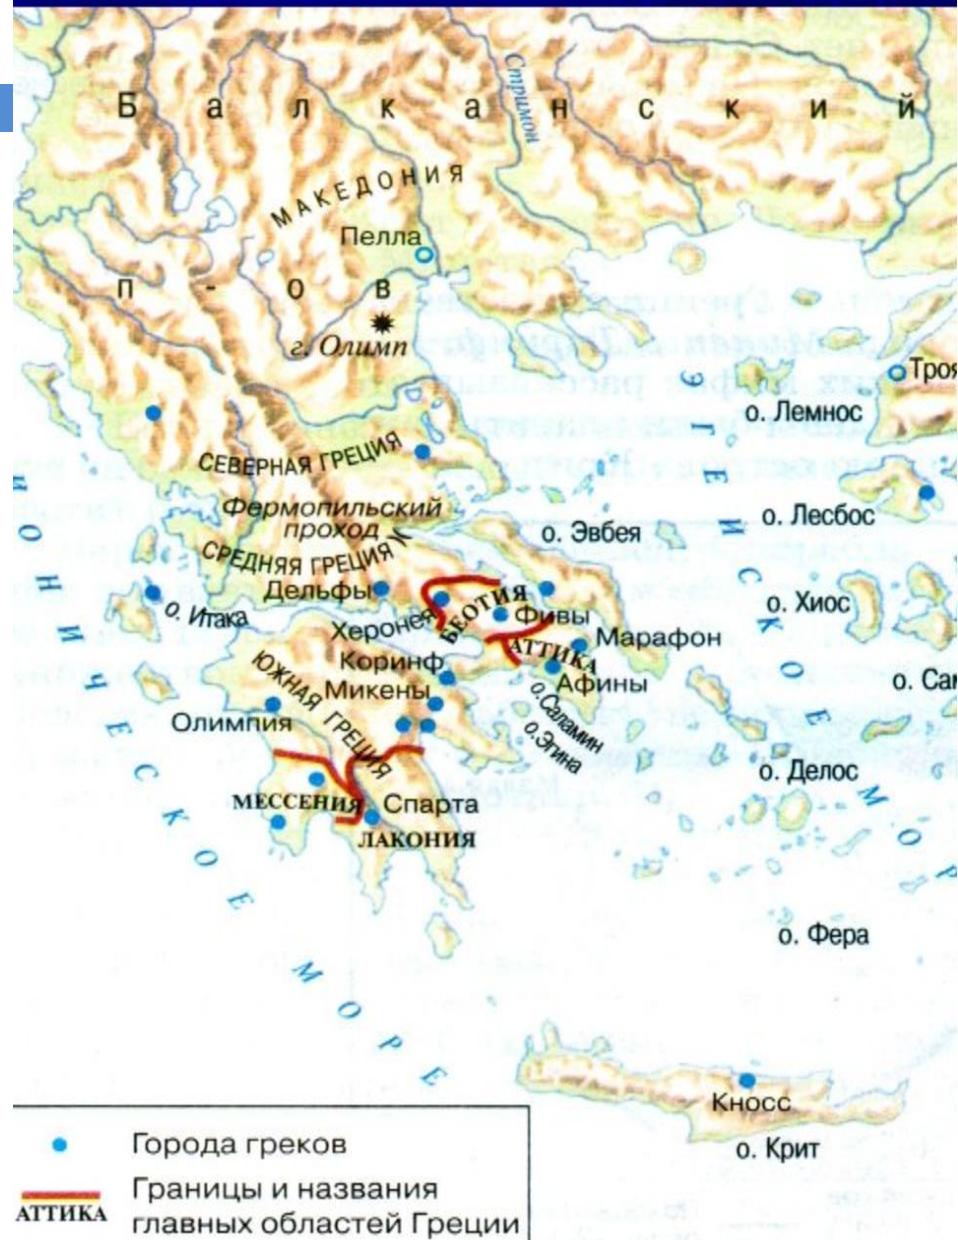 Балканский
Стримон
МАКЕДОНИЯ
Пелла
п-ов
г. Олимп
Троя
о. Лемнос
ЭГЕЙСКОЕ МОР
СЕВЕРНАЯ ГРЕЦИЯ
Фермопильский
проход
о. Лесбос
о. Эвбея
СРЕДНЯЯ ГРЕЦИЯ
Дельфы
о. Итака
ИОНИЧЕСКОЕ МОРЕ
БЕОТИЯ
Фивы
о. Хиос
Херонея
АТТИКА
Марафон
Коринф
Афины
ЮЖНАЯ ГРЕЦИЯ
Микены
о. Сам
о.Саламин
о.Эгина
Олимпия
о. Делос
МЕССЕНИЯ
Спарта
ЛАКОНИЯ
о. Фера
Кносс
о. Крит
Города греков
АТТИКА
Границы и названия
главных областей Греции